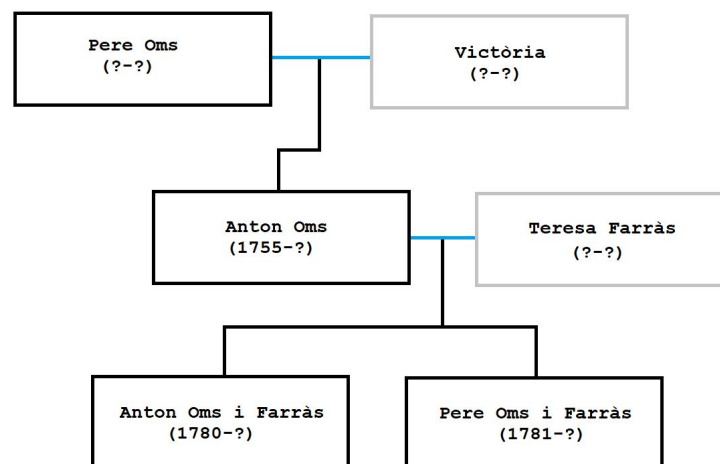 Pere Oms
(?-?)
Victòria
(?-?)
Anton Oms
(1755-?)
Teresa Farràs
(?-?)
Anton Oms i Farràs
(1780-?)
Pere Oms i Farràs
(1781-?)